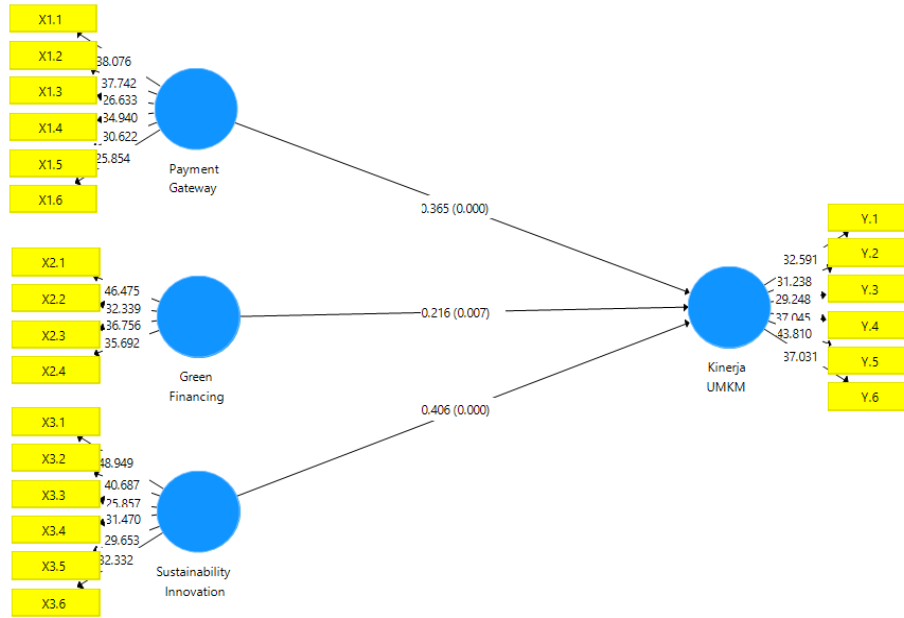 X1.1
X1.2
X1.3
X1.4
X1.5
X1.6
38.076
37.742
26.633
34.940
30.622
25.854
Payment
Gateway
0.365 (0.000)
X2.1
X2.2
X2.3
X2.4
46.475
32.339
36.756
35.692
Green
Financing
0.216 (0.007)
X3.1
X3.2
X3.3
X3.4
X3.5
X3.6
48.949
40.687
25.857
31.470
29.653
32.332
Sustainability
Innovation
0.406 (0.000)
Kinerja
UMKM
32.591
31.238
29.248
37.045
43.810
37.031
Y.1
Y.2
Y.3
Y.4
Y.5
Y.6